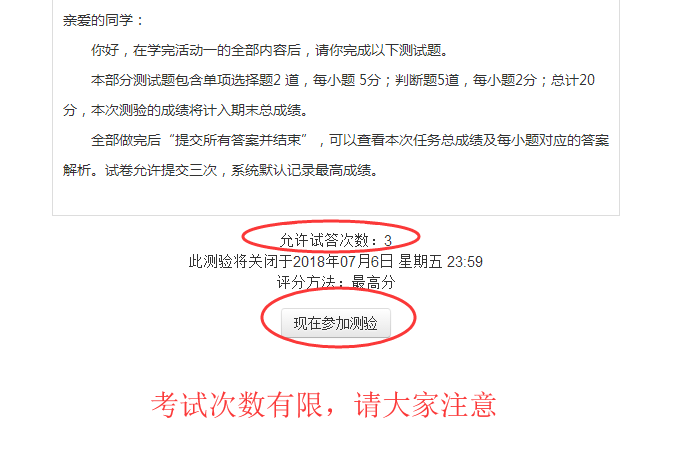 亲爱的同学：
你好，在学完活动一的全部内容后，请你完成以下测试题。
本部分测试题包含单项选择题2 道，每小题 5分；判断题5道，每小题2分；总计20
分，本次测验的成绩将计入期末总成绩。
全部做完后“提交所有答案并结束”，可以查看本次任务总成绩及每小题对应的答案
解析。试卷允许提交三次，系统默认记录最高成绩。
允许试答次数：3
此测验将关闭于2018年07月6日 星期五 23:59
评分方法：最高分
现在参加测验
考试次数有限，请大家注意